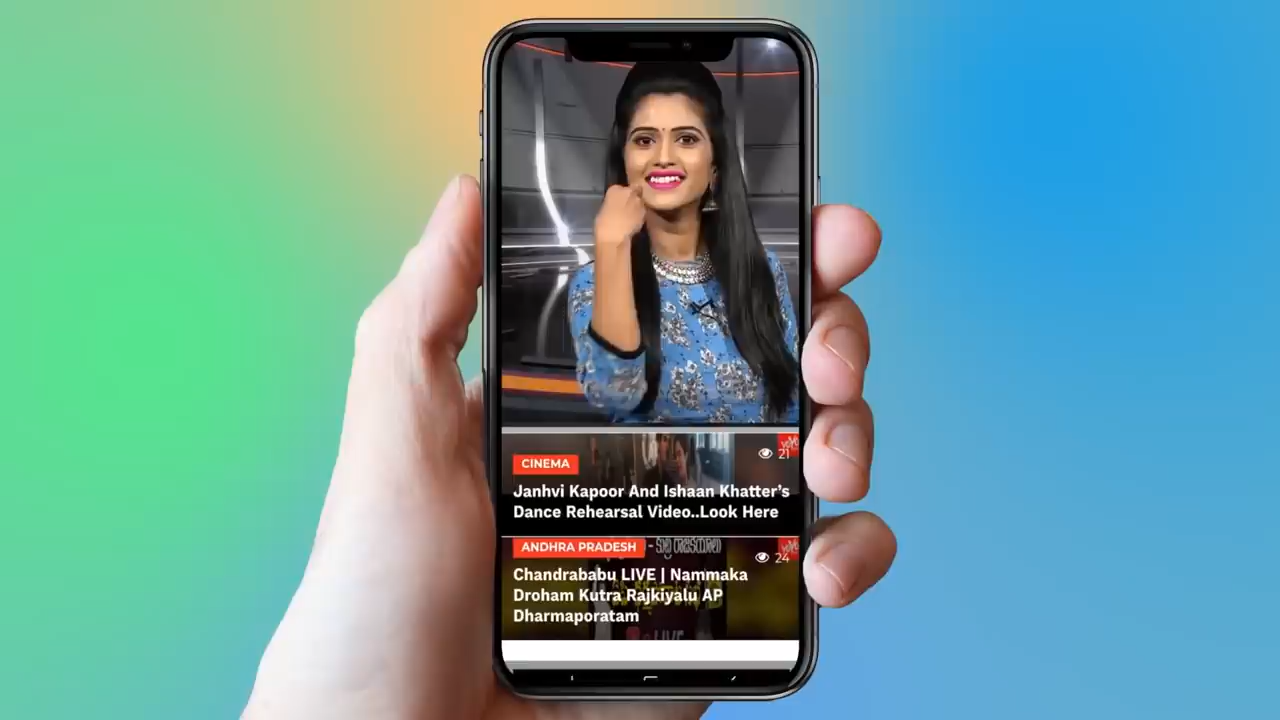 CINEMA
21
Janhvi Kapoor And Ishaan Khatter's
Dance Rehearsal Video..Look Here
ANDHRA PRADESH
24
Chandrababu LIVE | Nammaka
Droham Kutra Rajkiyalu AP
Dharmaporatam
LIVE